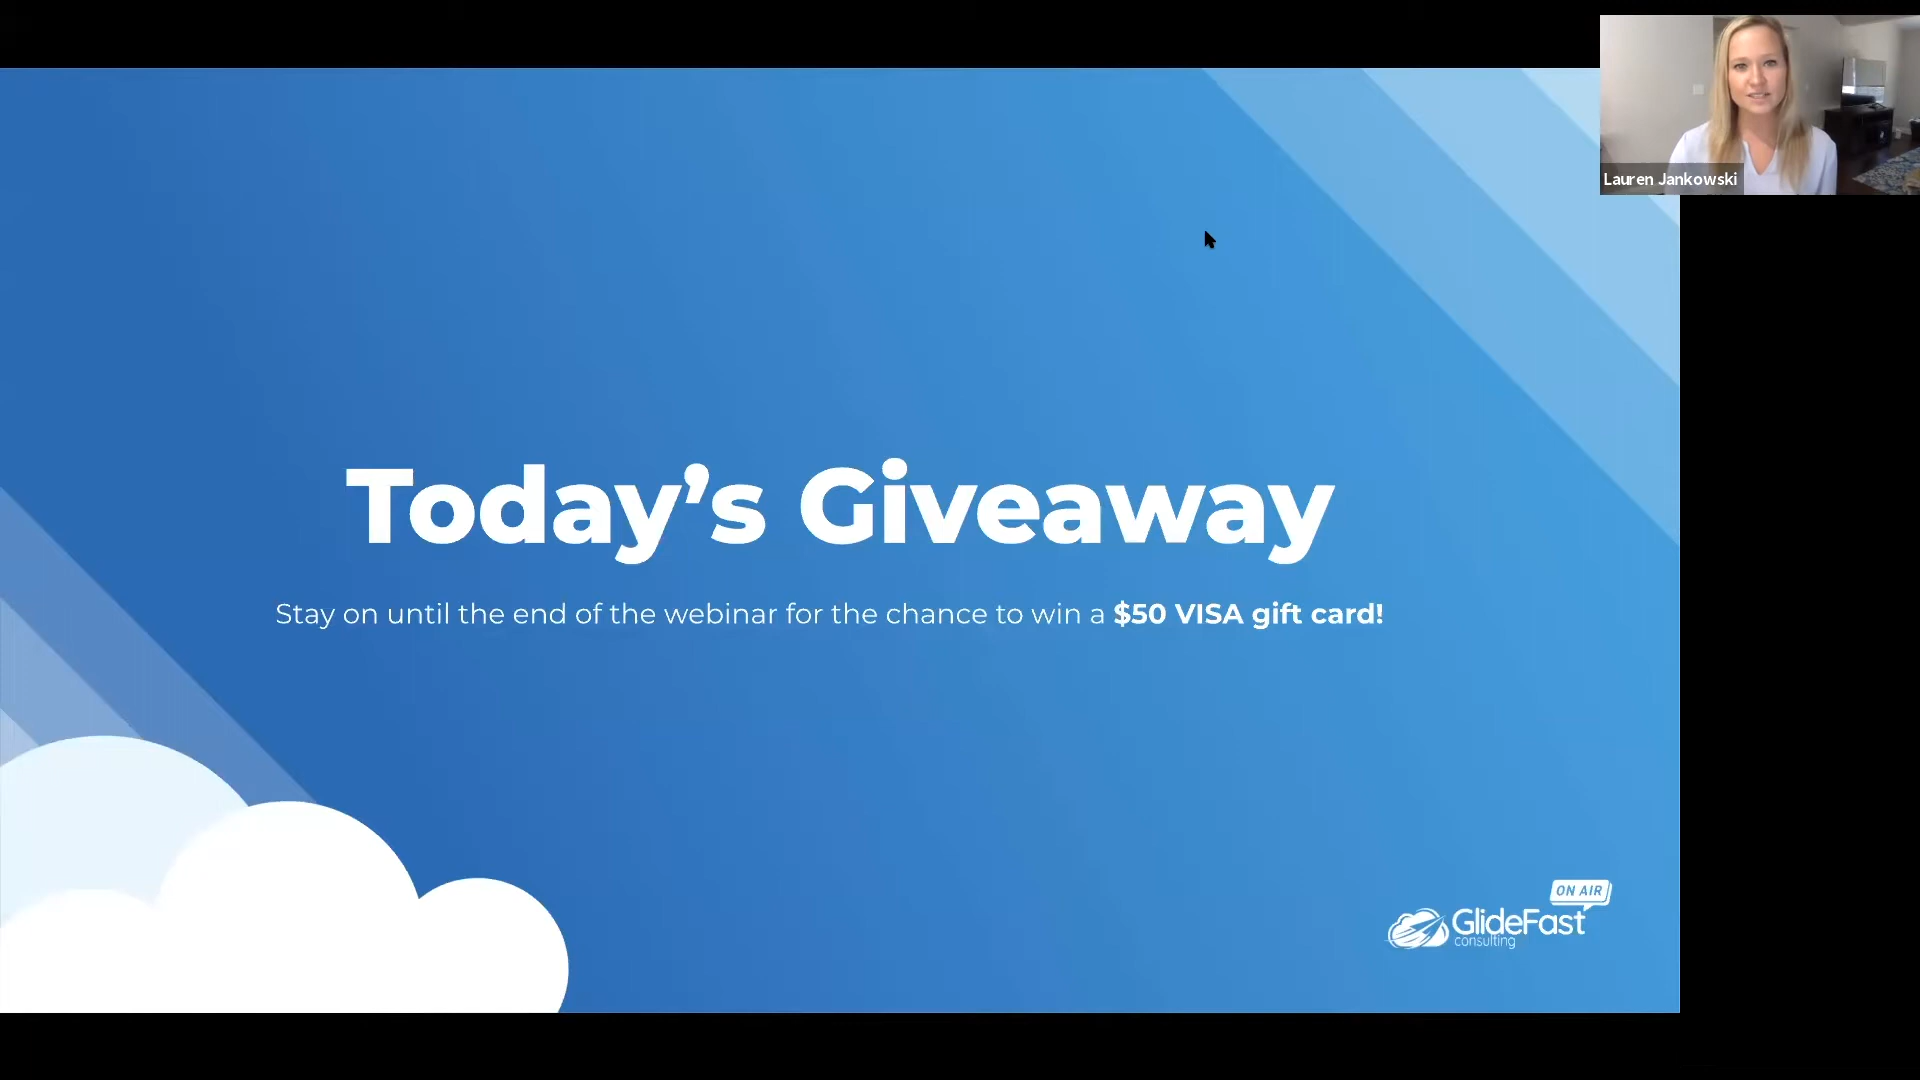 Lauren Jankowski
Today’s Giveaway
Stay on until the end of the webinar for the chance to win a $50 VISA gift card!
ON AIR
GlideFast
consulting